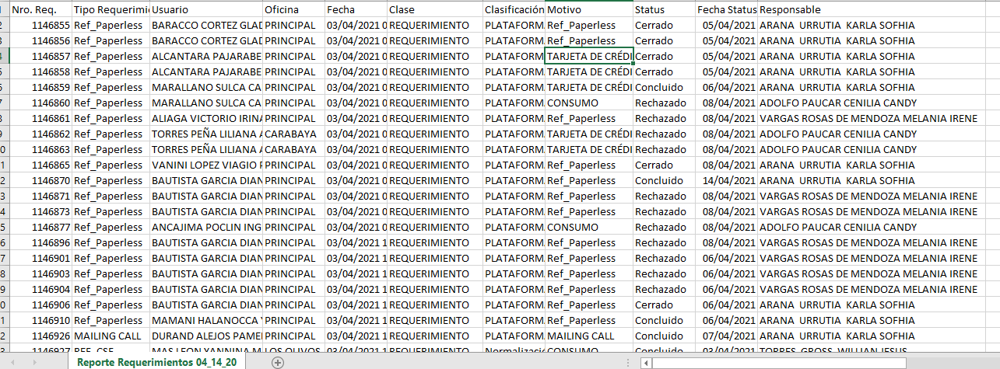 Nro. Req. Tipo Requerimi Usuario Oficina Fecha Clase Clasificación Motivo Status Fecha Status Responsable
2 1146855 Ref_Paperless BARACCO CORTEZ GLAD PRINCIPAL 03/04/2021 0 REQUERIMIENTO PLATAFORM Ref_Paperless Cerrado 05/04/2021 ARANA URRUTIA KARLA SOFHIA
3 1146856 Ref_Paperless BARACCO CORTEZ GLAD PRINCIPAL 03/04/2021 0 REQUERIMIENTO PLATAFORM Ref_Paperless Cerrado 05/04/2021 ARANA URRUTIA KARLA SOFHIA
4 1146857 Ref_Paperless ALCANTARA PAJARABE PRINCIPAL 03/04/2021 0 REQUERIMIENTO PLATAFORM TARJETA DE CRÉDI Cerrado 05/04/2021 ARANA URRUTIA KARLA SOFHIA
5 1146858 Ref_Paperless ALCANTARA PAJARABE PRINCIPAL 03/04/2021 0 REQUERIMIENTO PLATAFORM TARJETA DE CRÉDI Cerrado 05/04/2021 ARANA URRUTIA KARLA SOFHIA
6 1146859 Ref_Paperless MARALLANO SULCA CA PRINCIPAL 03/04/2021 0 REQUERIMIENTO PLATAFORM TARJETA DE CRÉDI Concluido 06/04/2021 ARANA URRUTIA KARLA SOFHIA
7 1146860 Ref_Paperless MARALLANO SULCA CA PRINCIPAL 03/04/2021 0 REQUERIMIENTO PLATAFORM CONSUMO Rechazado 08/04/2021 ADOLFO PAUCAR CENILIA CANDY
8 1146861 Ref_Paperless ALIAGA VICTORIO IRINA PRINCIPAL 03/04/2021 0 REQUERIMIENTO PLATAFORM Ref_Paperless Rechazado 08/04/2021 VARGAS ROSAS DE MENDOZA MELANIA IRENE
9 1146862 Ref_Paperless TORRES PEÑA LILIANA A CARABAYA 03/04/2021 0 REQUERIMIENTO PLATAFORM TARJETA DE CRÉDI Rechazado 08/04/2021 ADOLFO PAUCAR CENILIA CANDY
0 1146863 Ref_Paperless TORRES PEÑA LILIANA A CARABAYA 03/04/2021 0 REQUERIMIENTO PLATAFORM TARJETA DE CRÉDI Rechazado 08/04/2021 ADOLFO PAUCAR CENILIA CANDY
1 1146865 Ref_Paperless VANINI LOPEZ VIAGIO PRINCIPAL 03/04/2021 0 REQUERIMIENTO PLATAFORM Ref_Paperless Cerrado 08/04/2021 ARANA URRUTIA KARLA SOFHIA
2 1146870 Ref_Paperless BAUTISTA GARCIA DIAN PRINCIPAL 03/04/2021 0 REQUERIMIENTO PLATAFORM Ref_Paperless Concluido 14/04/2021 ARANA URRUTIA KARLA SOFHIA
3 1146871 Ref_Paperless BAUTISTA GARCIA DIAN PRINCIPAL 03/04/2021 0 REQUERIMIENTO PLATAFORM Ref_Paperless Rechazado 08/04/2021 VARGAS ROSAS DE MENDOZA MELANIA IRENE
4 1146873 Ref_Paperless BAUTISTA GARCIA DIAN PRINCIPAL 03/04/2021 0 REQUERIMIENTO PLATAFORM Ref_Paperless Rechazado 08/04/2021 VARGAS ROSAS DE MENDOZA MELANIA IRENE
5 1146877 Ref_Paperless ANCAJIMA POCLIN ING PRINCIPAL 03/04/2021 0 REQUERIMIENTO PLATAFORM CONSUMO Rechazado 08/04/2021 ADOLFO PAUCAR CENILIA CANDY
6 1146896 Ref_Paperless BAUTISTA GARCIA DIAN PRINCIPAL 03/04/2021 1 REQUERIMIENTO PLATAFORM Ref_Paperless Rechazado 08/04/2021 VARGAS ROSAS DE MENDOZA MELANIA IRENE
7 1146901 Ref_Paperless BAUTISTA GARCIA DIAN PRINCIPAL 03/04/2021 1 REQUERIMIENTO PLATAFORM Ref_Paperless Rechazado 06/04/2021 VARGAS ROSAS DE MENDOZA MELANIA IRENE
8 1146903 Ref_Paperless BAUTISTA GARCIA DIAN PRINCIPAL 03/04/2021 1 REQUERIMIENTO PLATAFORM Ref_Paperless Rechazado 06/04/2021 VARGAS ROSAS DE MENDOZA MELANIA IRENE
9 1146904 Ref_Paperless BAUTISTA GARCIA DIAN PRINCIPAL 03/04/2021 1 REQUERIMIENTO PLATAFORM Ref_Paperless Rechazado 06/04/2021 VARGAS ROSAS DE MENDOZA MELANIA IRENE
0 1146906 Ref_Paperless BAUTISTA GARCIA DIAN PRINCIPAL 03/04/2021 1 REQUERIMIENTO PLATAFORM Ref_Paperless Cerrado 06/04/2021 ARANA URRUTIA KARLA SOFHIA
1 1146910 Ref_Paperless MAMANI HALANOCCA PRINCIPAL 03/04/2021 1 REQUERIMIENTO PLATAFORM Ref_Paperless Concluido 06/04/2021 ARANA URRUTIA KARLA SOFHIA
2 1146926 MAILING CALL DURAND ALEJOS PAMEI PRINCIPAL 03/04/2021 1 REQUERIMIENTO PLATAFORM MAILING CALL Concluido 07/04/2021 ARANA URRUTIA KARLA SOFHIA
Reporte Requerimientos 04_14_20